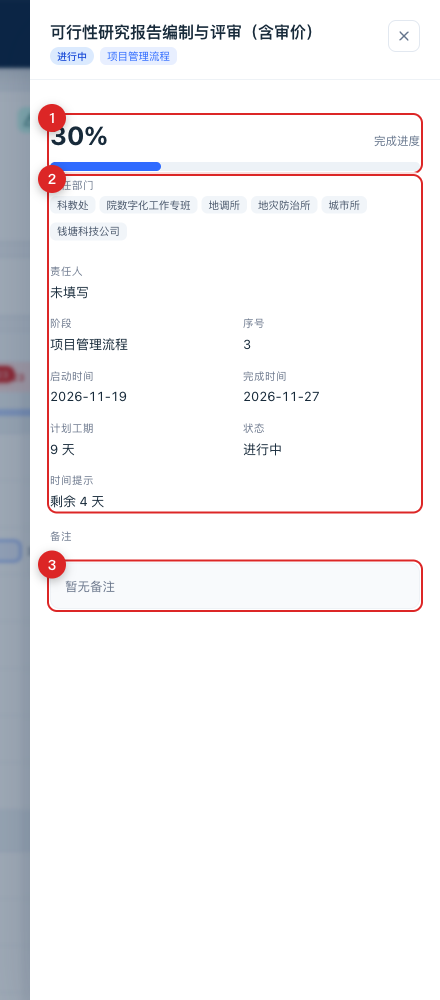 可行性研究报告编制与评审（含审价）
进行中 项目管理流程
1
30% 完成进度
2
任部门
科教处 院数字化工作专班 地调所 地灾防治所 城市所
钱塘科技公司
责任人
未填写
阶段 序号
项目管理流程 3
启动时间 完成时间
2026-11-19 2026-11-27
计划工期 状态
9 天 进行中
时间提示
剩余 4 天
备注
3
暂无备注